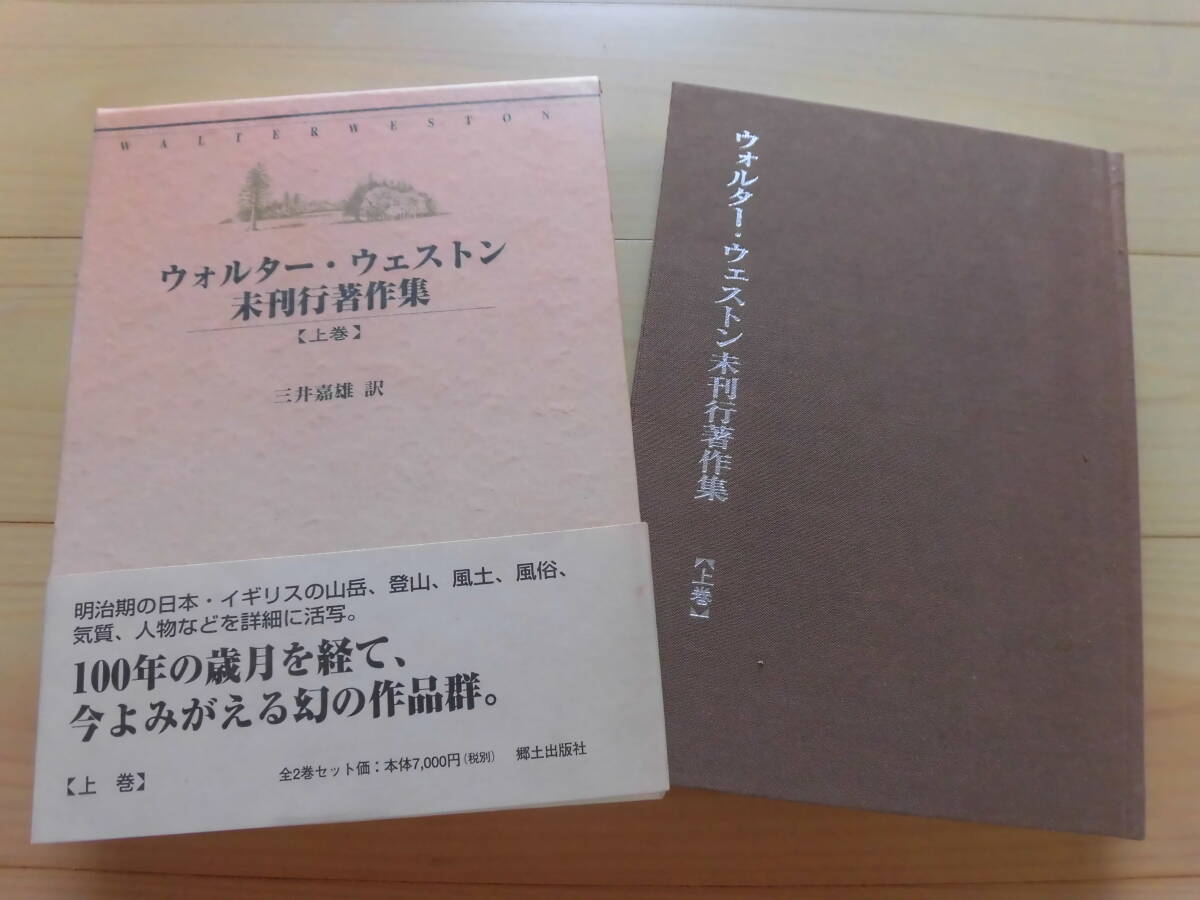 WALTER WESTON
ウォルター・ウェストン
未刊行著作集
【上巻】
三井嘉雄 訳
明治期の日本・イギリスの山岳、登山、風土、風俗、
気質、人物などを詳細に活写。
100年の歳月を経て、
今よみがえる幻の作品群。
【上 巻】
全2巻セット価：本体7,000円（税別） 郷土出版社
ウォルター・ウェストン未刊行著作集
【上巻】